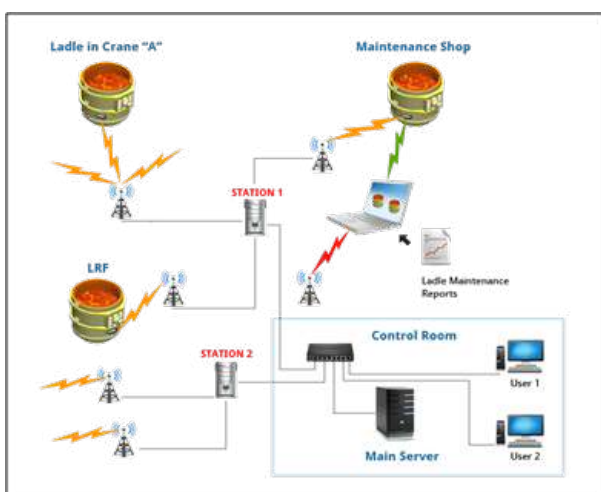 Ladle in Crane “A”
Maintenance Shop
STATION 1
LRF
Ladle Maintenance
Reports
STATION 2
Control Room
User 1
Main Server
User 2